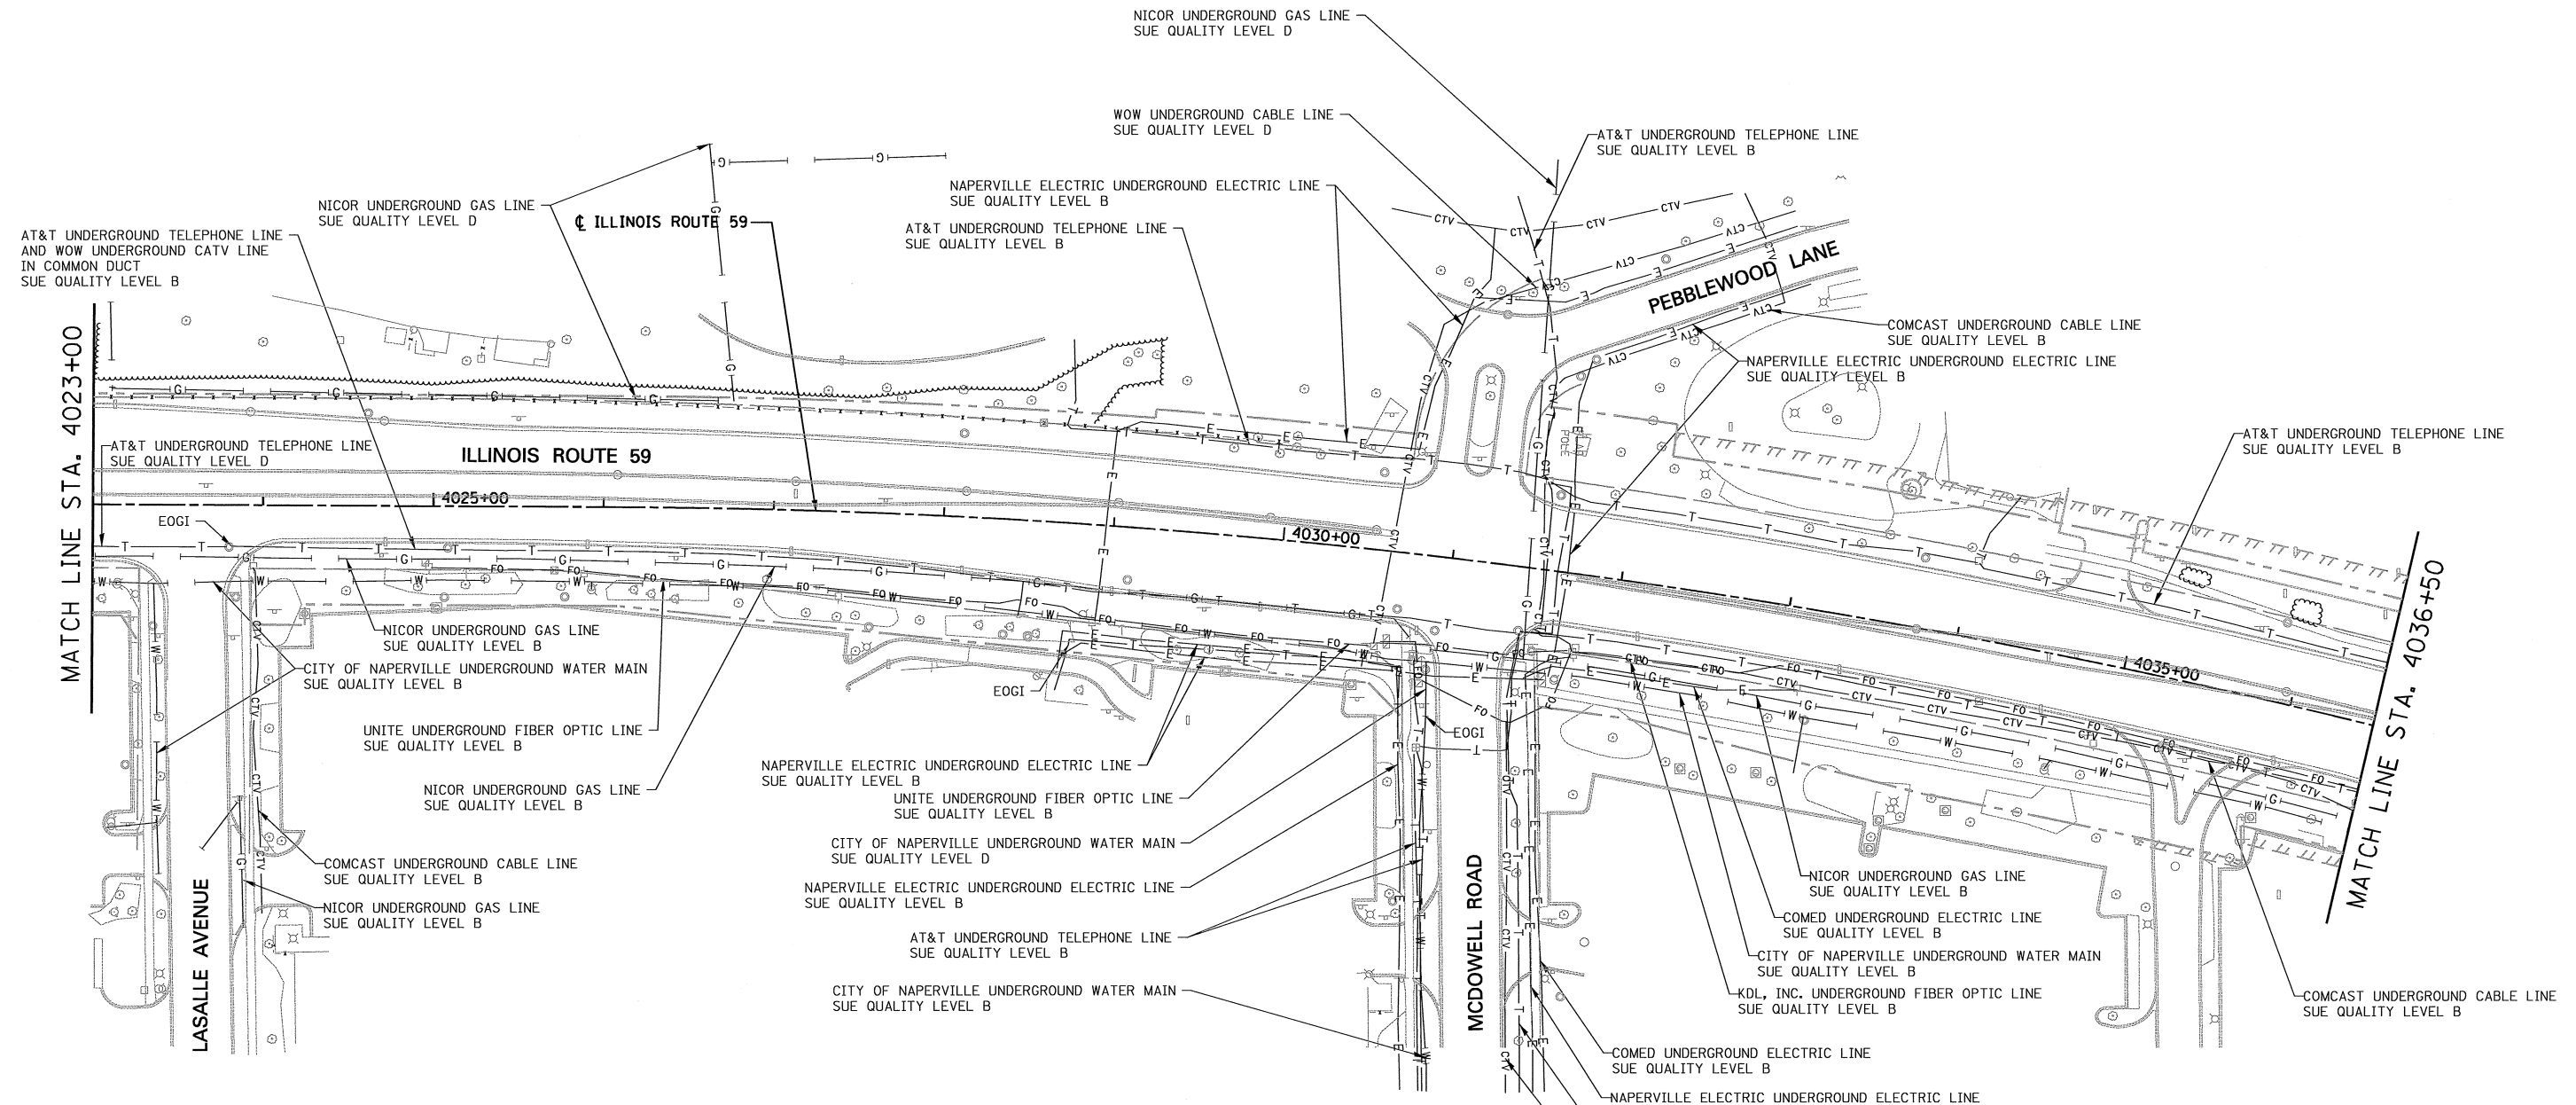 NICOR UNDERGROUND GAS LINE
SUE QUALITY LEVEL D
WOW UNDERGROUND CABLE LINE
SUE QUALITY LEVEL D
AT&T UNDERGROUND TELEPHONE LINE
SUE QUALITY LEVEL B
NAPERVILLE ELECTRIC UNDERGROUND ELECTRIC LINE
SUE QUALITY LEVEL B
NICOR UNDERGROUND GAS LINE
SUE QUALITY LEVEL D
℄ ILLINOIS ROUTE 59
AT&T UNDERGROUND TELEPHONE LINE
SUE QUALITY LEVEL B
AT&T UNDERGROUND TELEPHONE LINE
AND WOW UNDERGROUND CATV LINE
IN COMMON DUCT
SUE QUALITY LEVEL B
PEBBLEWOOD LANE
COMCAST UNDERGROUND CABLE LINE
SUE QUALITY LEVEL B
NAPERVILLE ELECTRIC UNDERGROUND ELECTRIC LINE
SUE QUALITY LEVEL B
MATCH LINE STA. 4023+00
AT&T UNDERGROUND TELEPHONE LINE
SUE QUALITY LEVEL D
ILLINOIS ROUTE 59
POLE
AT&T UNDERGROUND TELEPHONE LINE
SUE QUALITY LEVEL B
4025+00
EOGI
4030+00
4035+00
MATCH LINE STA. 4036+50
NICOR UNDERGROUND GAS LINE
SUE QUALITY LEVEL B
CITY OF NAPERVILLE UNDERGROUND WATER MAIN
SUE QUALITY LEVEL B
EOGI
UNITE UNDERGROUND FIBER OPTIC LINE
SUE QUALITY LEVEL B
EOGI
NAPERVILLE ELECTRIC UNDERGROUND ELECTRIC LINE
SUE QUALITY LEVEL B
NICOR UNDERGROUND GAS LINE
SUE QUALITY LEVEL B
UNITE UNDERGROUND FIBER OPTIC LINE
SUE QUALITY LEVEL B
CITY OF NAPERVILLE UNDERGROUND WATER MAIN
SUE QUALITY LEVEL D
COMCAST UNDERGROUND CABLE LINE
SUE QUALITY LEVEL B
NAPERVILLE ELECTRIC UNDERGROUND ELECTRIC LINE
SUE QUALITY LEVEL B
NICOR UNDERGROUND GAS LINE
SUE QUALITY LEVEL B
LASALLE AVENUE
AT&T UNDERGROUND TELEPHONE LINE
SUE QUALITY LEVEL B
CITY OF NAPERVILLE UNDERGROUND WATER MAIN
SUE QUALITY LEVEL B
MCDOWELL ROAD
NICOR UNDERGROUND GAS LINE
SUE QUALITY LEVEL B
COMED UNDERGROUND ELECTRIC LINE
SUE QUALITY LEVEL B
CITY OF NAPERVILLE UNDERGROUND WATER MAIN
SUE QUALITY LEVEL B
KDL, INC. UNDERGROUND FIBER OPTIC LINE
SUE QUALITY LEVEL B
COMCAST UNDERGROUND CABLE LINE
SUE QUALITY LEVEL B
COMED UNDERGROUND ELECTRIC LINE
SUE QUALITY LEVEL B
NAPERVILLE ELECTRIC UNDERGROUND ELECTRIC LINE